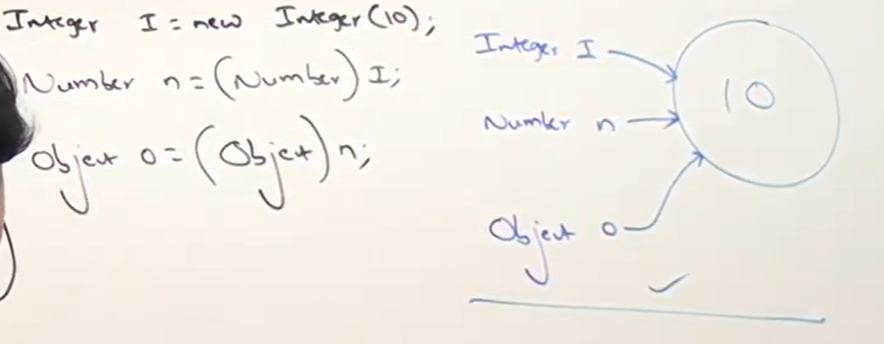 Integer I = new Integer(10);
Number n = (Number) I;
Object o = (Object) n;
Integer I
Number n
Object o
10